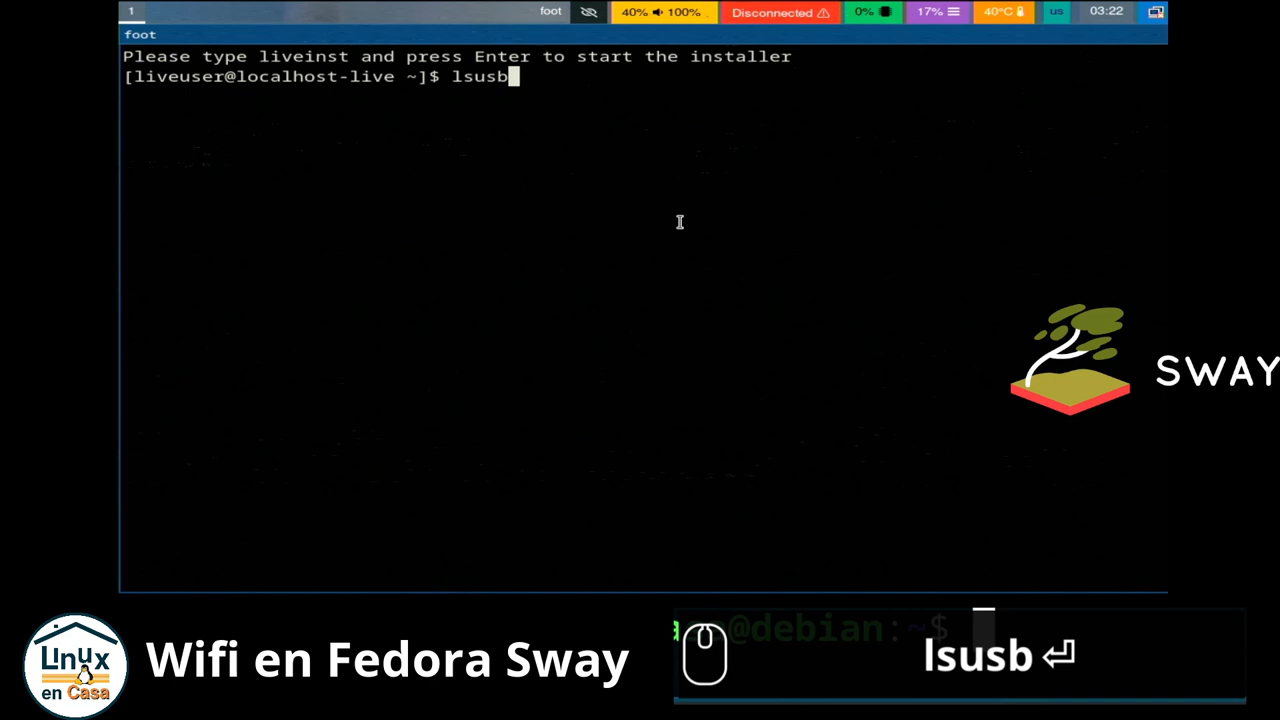 1 foot 40% 100% Disconnected 0% 17% 40°C us 03:22
foot
Please type liveinst and press Enter to start the installer
[liveuser@localhost-live ~]$ lsusb
SWAY
@debian:~$
Linux
en Casa
Wifi en Fedora Sway
lsusb